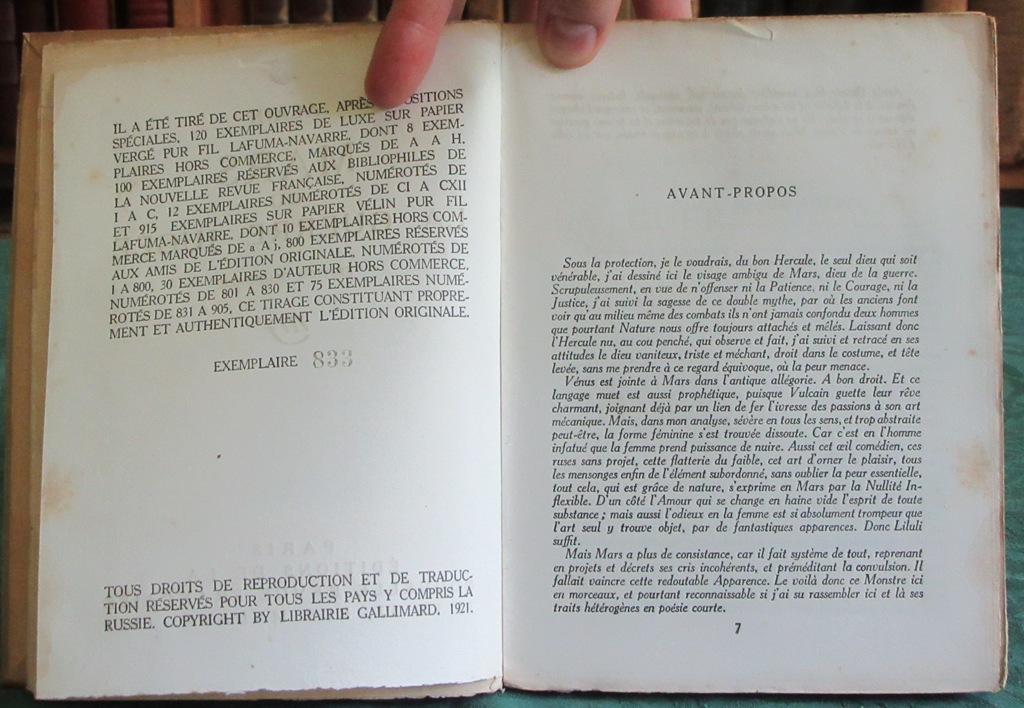 IL A ÉTÉ TIRÉ DE CET OUVRAGE, APRÈS POSITIONS
SPÉCIALES, 120 EXEMPLAIRES DE LUXE SUR PAPIER
VERGÉ PUR FIL LAFUMA-NAVARRE, DONT 8 EXEM-
PLAIRES HORS COMMERCE, MARQUÉS DE A A H,
100 EXEMPLAIRES RÉSERVÉS AUX BIBLIOPHILES DE
LA NOUVELLE REVUE FRANÇAISE, NUMÉROTÉS DE
I A C, 12 EXEMPLAIRES NUMÉROTÉS DE CI A CXII
ET 915 EXEMPLAIRES SUR PAPIER VÉLIN PUR FIL
LAFUMA-NAVARRE, DONT 10 EXEMPLAIRES HORS COM-
MERCE MARQUÉS DE a A j, 800 EXEMPLAIRES RÉSERVÉS
AUX AMIS DE L'ÉDITION ORIGINALE, NUMÉROTÉS DE
1 A 800, 30 EXEMPLAIRES D'AUTEUR HORS COMMERCE,
NUMÉROTÉS DE 801 A 830 ET 75 EXEMPLAIRES NUMÉ-
ROTÉS DE 831 A 905, CE TIRAGE CONSTITUANT PROPRE-
MENT ET AUTHENTIQUEMENT L'ÉDITION ORIGINALE.
EXEMPLAIRE 833
TOUS DROITS DE REPRODUCTION ET DE TRADUC-
TION RÉSERVÉS POUR TOUS LES PAYS Y COMPRIS LA
RUSSIE. COPYRIGHT BY LIBRAIRIE GALLIMARD, 1921.
AVANT-PROPOS
Sous la protection, je le voudrais, du bon Hercule, le seul dieu qui soit
vénérable, j'ai dessiné ici le visage ambigu de Mars, dieu de la guerre.
Scrupuleusement, en vue de n'offenser ni la Patience, ni le Courage, ni la
Justice, j'ai suivi la sagesse de ce double mythe, par où les anciens font
voir qu'au milieu même des combats ils n'ont jamais confondu deux hommes
que pourtant Nature nous offre toujours attachés et mêlés. Laissant donc
l'Hercule nu, au cou penché, qui observe et fait, j'ai suivi et retracé en ses
attitudes le dieu vaniteux, triste et méchant, droit dans le costume, et tête
levée, sans me prendre à ce regard équivoque, où la peur menace.
Vénus est jointe à Mars dans l'antique allégorie. A bon droit. Et ce
langage muet est aussi prophétique, puisque Vulcain guette leur rêve
charmant, joignant déjà par un lien de fer l'ivresse des passions à son art
mécanique. Mais, dans mon analyse, sévère en tous les sens, et trop abstraite
peut-être, la forme féminine s'est trouvée dissoute. Car c'est en l'homme
infatué que la femme prend puissance de nuire. Aussi cet œil comédien, ces
ruses sans projet, cette flatterie du faible, cet art d'orner le plaisir, tous
les mensonges enfin de l'élément subordonné, sans oublier la peur essentielle,
tout cela, qui est grâce de nature, s'exprime en Mars par la Nullité In-
flexible. D'un côté l'Amour qui se change en haine vide l'esprit de toute
substance ; mais aussi l'odieux en la femme est si absolument trompeur que
l'art seul y trouve objet, par de fantastiques apparences. Donc Liluli
suffit.
Mais Mars a plus de consistance, car il fait système de tout, reprenant
en projets et décrets ses cris incohérents, et préméditant la convulsion. Il
fallait vaincre cette redoutable Apparence. Le voilà donc ce Monstre ici
en morceaux, et pourtant reconnaissable si j'ai su rassembler ici et là ses
traits hétérogènes en poésie courte.
7